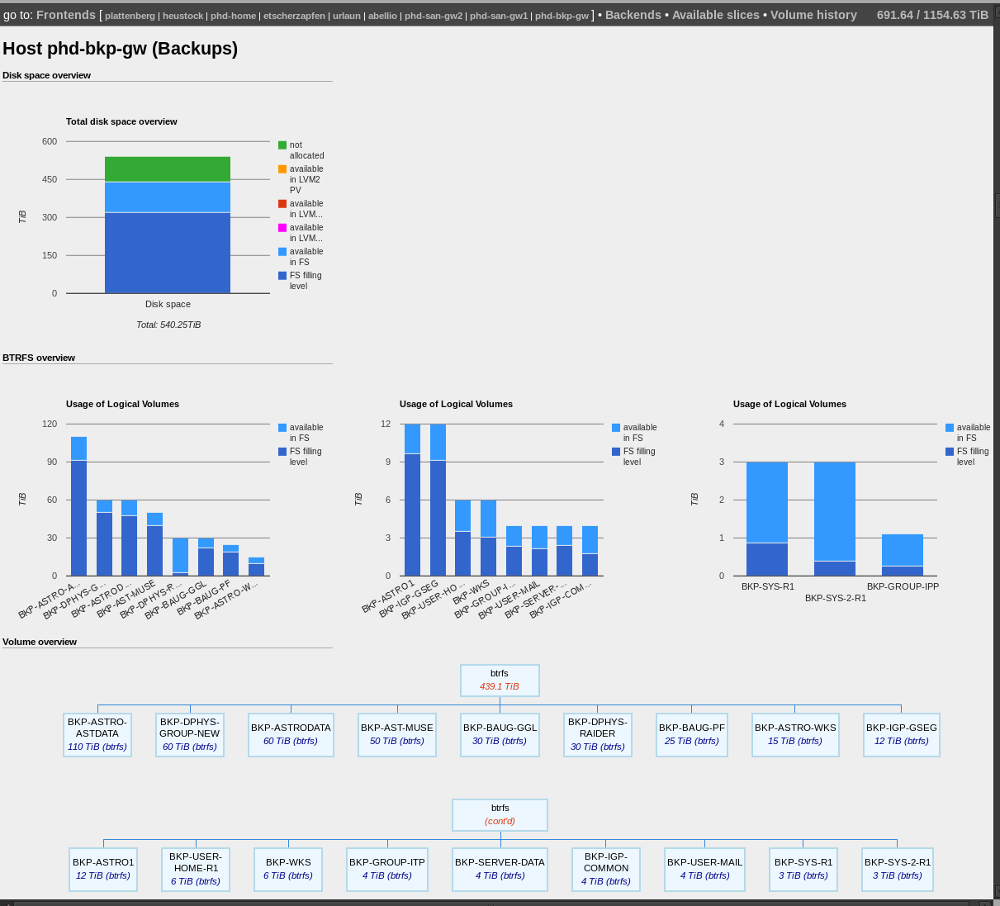 go to: Frontends [ plattenberg | heustock | phd-home | etscherzapfen | urlaun | abellio | phd-san-gw2 | phd-san-gw1 | phd-bkp-gw ] • Backends • Available slices • Volume history 691.64 / 1154.63 TiB
Host phd-bkp-gw (Backups)
Disk space overview
Total disk space overview
600
450
300
150
0
TiB
Disk space
Total: 540.25TiB
not
allocated
available
in LVM2
PV
available
in LVM...
available
in LVM...
available
in FS
FS filling
level
BTRFS overview
Usage of Logical Volumes
120
90
60
30
0
TiB
BKP-ASTRO-A...
BKP-DPHYS-G...
BKP-ASTROD...
BKP-AST-MUSE
BKP-DPHYS-R...
BKP-BAUG-GGL
BKP-BAUG-PF
BKP-ASTRO-W...
available
in FS
FS filling
level
Usage of Logical Volumes
12
9
6
3
0
TiB
BKP-ASTRO1
BKP-IGP-GSEG
BKP-USER-HO...
BKP-WKS
BKP-GROUP-I...
BKP-USER-MAIL
BKP-SERVER-...
BKP-IGP-COM...
available
in FS
FS filling
level
Usage of Logical Volumes
4
3
2
1
0
TiB
BKP-SYS-R1
BKP-SYS-2-R1
BKP-GROUP-IPP
available
in FS
FS filling
level
Volume overview
btrfs
439.1 TiB
BKP-ASTRO-
ASTDATA
110 TiB (btrfs)
BKP-DPHYS-
GROUP-NEW
60 TiB (btrfs)
BKP-ASTRODATA
60 TiB (btrfs)
BKP-AST-MUSE
50 TiB (btrfs)
BKP-BAUG-GGL
30 TiB (btrfs)
BKP-DPHYS-
RAIDER
30 TiB (btrfs)
BKP-BAUG-PF
25 TiB (btrfs)
BKP-ASTRO-WKS
15 TiB (btrfs)
BKP-IGP-GSEG
12 TiB (btrfs)
btrfs
(cont'd)
BKP-ASTRO1
12 TiB (btrfs)
BKP-USER-
HOME-R1
6 TiB (btrfs)
BKP-WKS
6 TiB (btrfs)
BKP-GROUP-ITP
4 TiB (btrfs)
BKP-SERVER-DATA
4 TiB (btrfs)
BKP-IGP-
COMMON
4 TiB (btrfs)
BKP-USER-MAIL
4 TiB (btrfs)
BKP-SYS-R1
3 TiB (btrfs)
BKP-SYS-2-R1
3 TiB (btrfs)